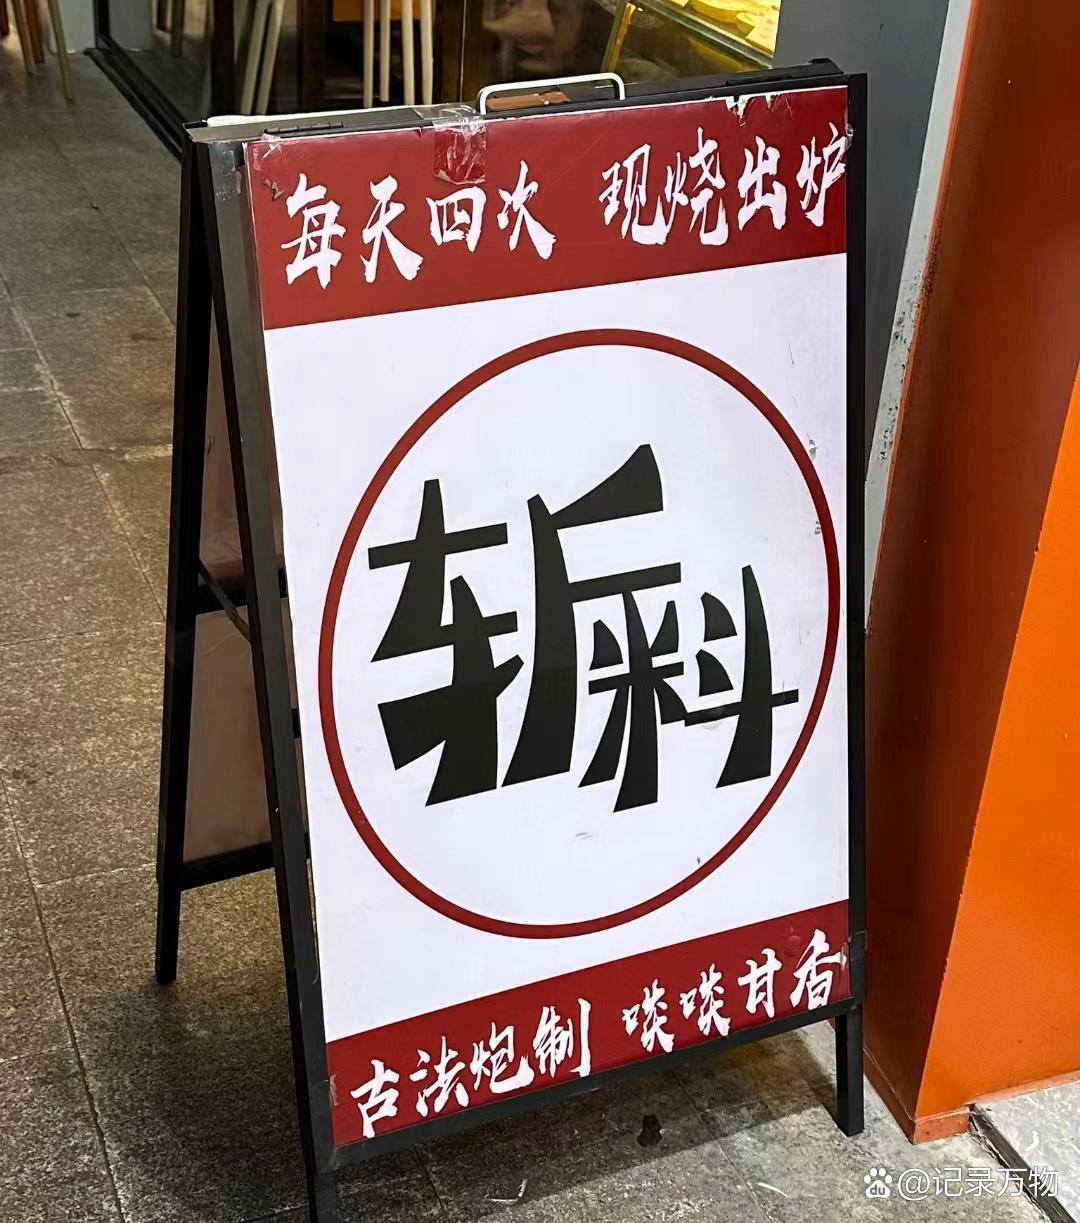 每天四次 现烧出炉
斩料
古法炮制 啖啖甘香
@记录万物